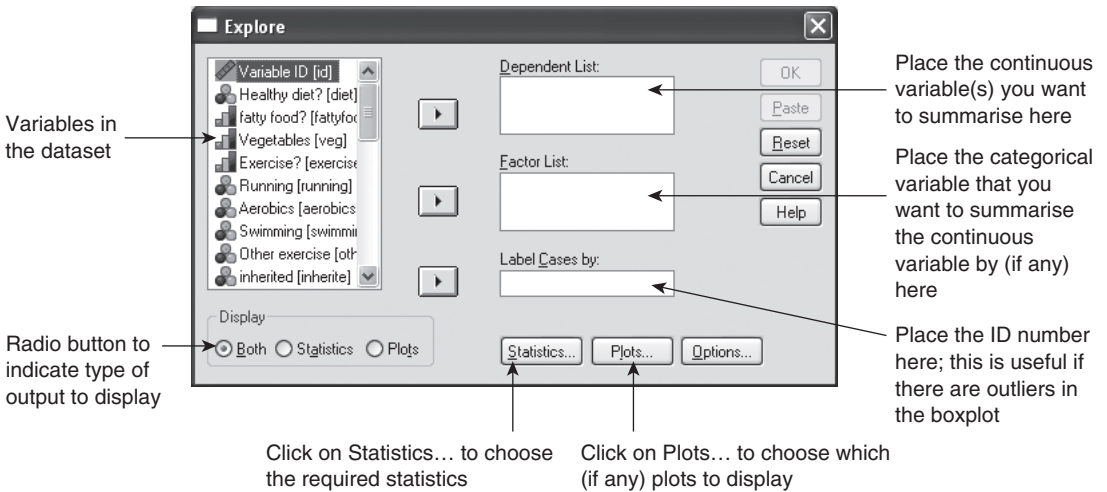 Explore
Variable ID [id]
Healthy diet? [diet]
fatty food? [fattyfoo
Vegetables [veg]
Exercise? [exercise
Running [running]
Aerobics [aerobics
Swimming [swimmi
Other exercise [oth
inherited [inherite]
Display
Both
Statistics
Plots
Dependent List:
Factor List:
Label Cases by:
Statistics...
Plots...
Options...
OK
Paste
Reset
Cancel
Help
Variables in
the dataset
Radio button to
indicate type of
output to display
Click on Statistics… to choose
the required statistics
Click on Plots… to choose which
(if any) plots to display
Place the continuous
variable(s) you want
to summarise here
Place the categorical
variable that you
want to summarise
the continuous
variable by (if any)
here
Place the ID number
here; this is useful if
there are outliers in
the boxplot